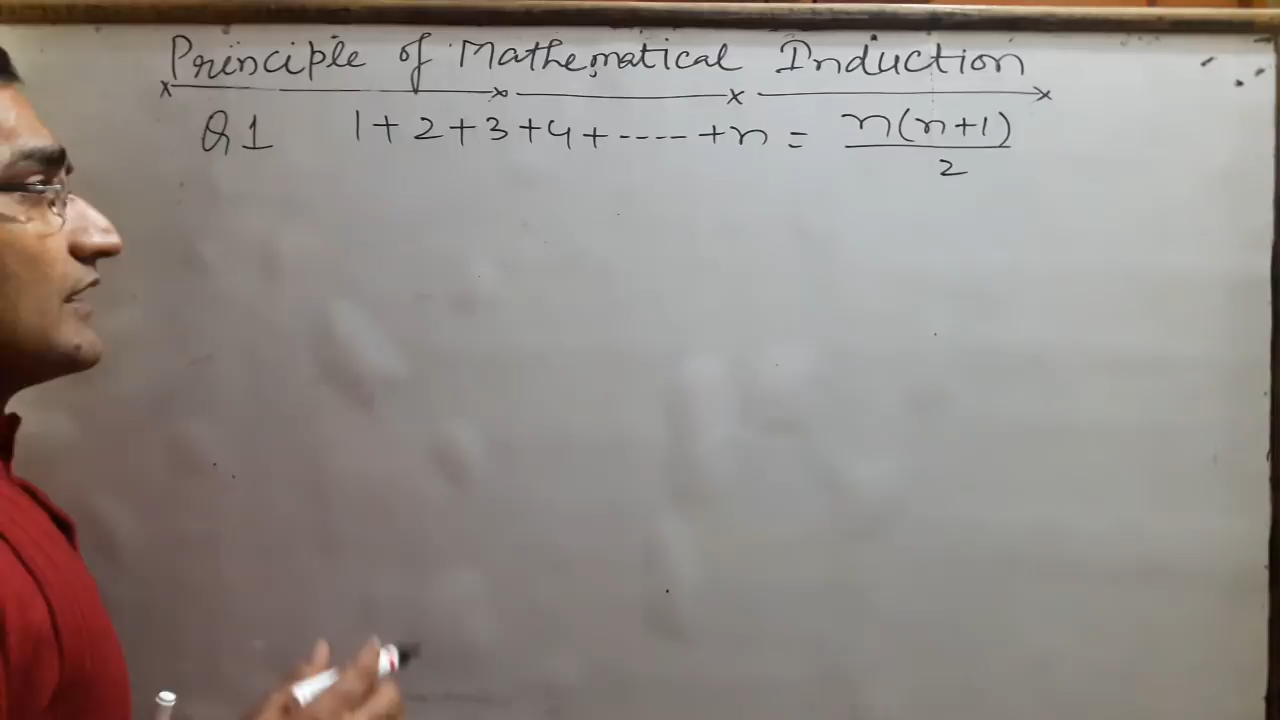 Principle of Mathematical Induction
Q1 1+2+3+4+----+n = n(n+1)/2